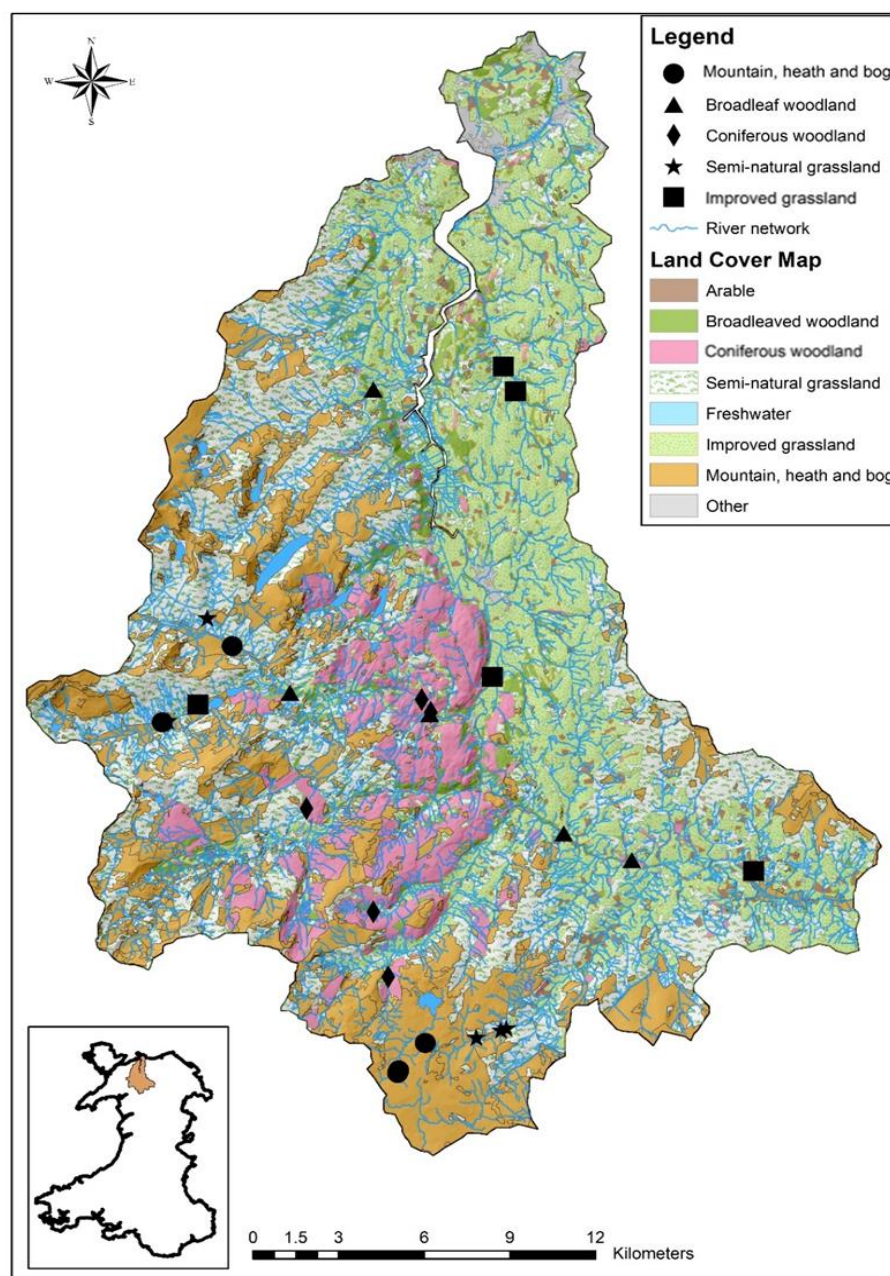 N
W E
S
Legend
Mountain, heath and bog
Broadleaf woodland
Coniferous woodland
Semi-natural grassland
Improved grassland
River network
Land Cover Map
Arable
Broadleaved woodland
Coniferous woodland
Semi-natural grassland
Freshwater
Improved grassland
Mountain, heath and bog
Other
0 1.5 3 6 9 12
Kilometers